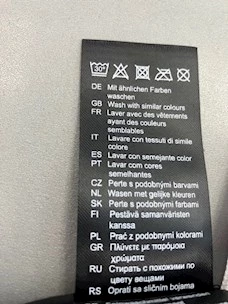 30°
DE Mit ähnlichen Farben
waschen
GB Wash with similar colours
FR Laver avec des vêtements
ayant des couleurs
semblables
IT Lavare con tessuti di simile
colore
ES Lavar con semejante color
PT Lavar com cores
semelhantes
CZ Perte s podobnými barvami
NL Wasen met gelijke kleuren
SK Perte s podobnými farbami
FI Pestävä samanväristen
kanssa
PL Prać z podobnymi kolorami
GR Πλύνετε με παρόμοια
χρώματα
RU Стирать с похожими по
цвету вещами
RS Oprati sa sličnim bojama